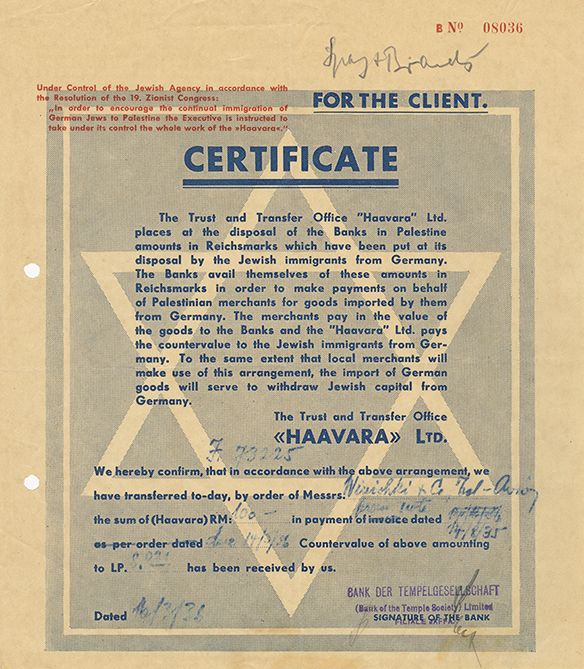 B No 08036
FOR THE CLIENT.
Under Control of the Jewish Agency in accordance with
the Resolution of the 19. Zionist Congress:
„In order to encourage the continual immigration of
German Jews to Palestine the Executive is instructed to
take under its control the whole work of the »Haavara«.“
CERTIFICATE
The Trust and Transfer Office "Haavara" Ltd.
places at the disposal of the Banks in Palestine
amounts in Reichsmarks which have been put at its
disposal by the Jewish immigrants from Germany.
The Banks avail themselves of these amounts in
Reichsmarks in order to make payments on behalf
of Palestinian merchants for goods imported by them
from Germany. The merchants pay in the value of
the goods to the Banks and the "Haavara" Ltd. pays
the countervalue to the Jewish immigrants from Ger-
many. To the same extent that local merchants will
make use of this arrangement, the import of German
goods will serve to withdraw Jewish capital from
Germany.
The Trust and Transfer Office
«HAAVARA» LTD.
73225
We hereby confirm, that in accordance with the above arrangement, we
have transferred to-day, by order of Messrs. & Co Tel-Aviv
the sum of (Haavara) RM: 100.— in payment of invoice dated
14/2/35
as per order dated Countervalue of above amounting
to LP. has been received by us.
BANK DER TEMPELGESELLSCHAFT
(Bank of the Temple Society) Limited
FILIALE JAFFA
Dated SIGNATURE OF THE BANK